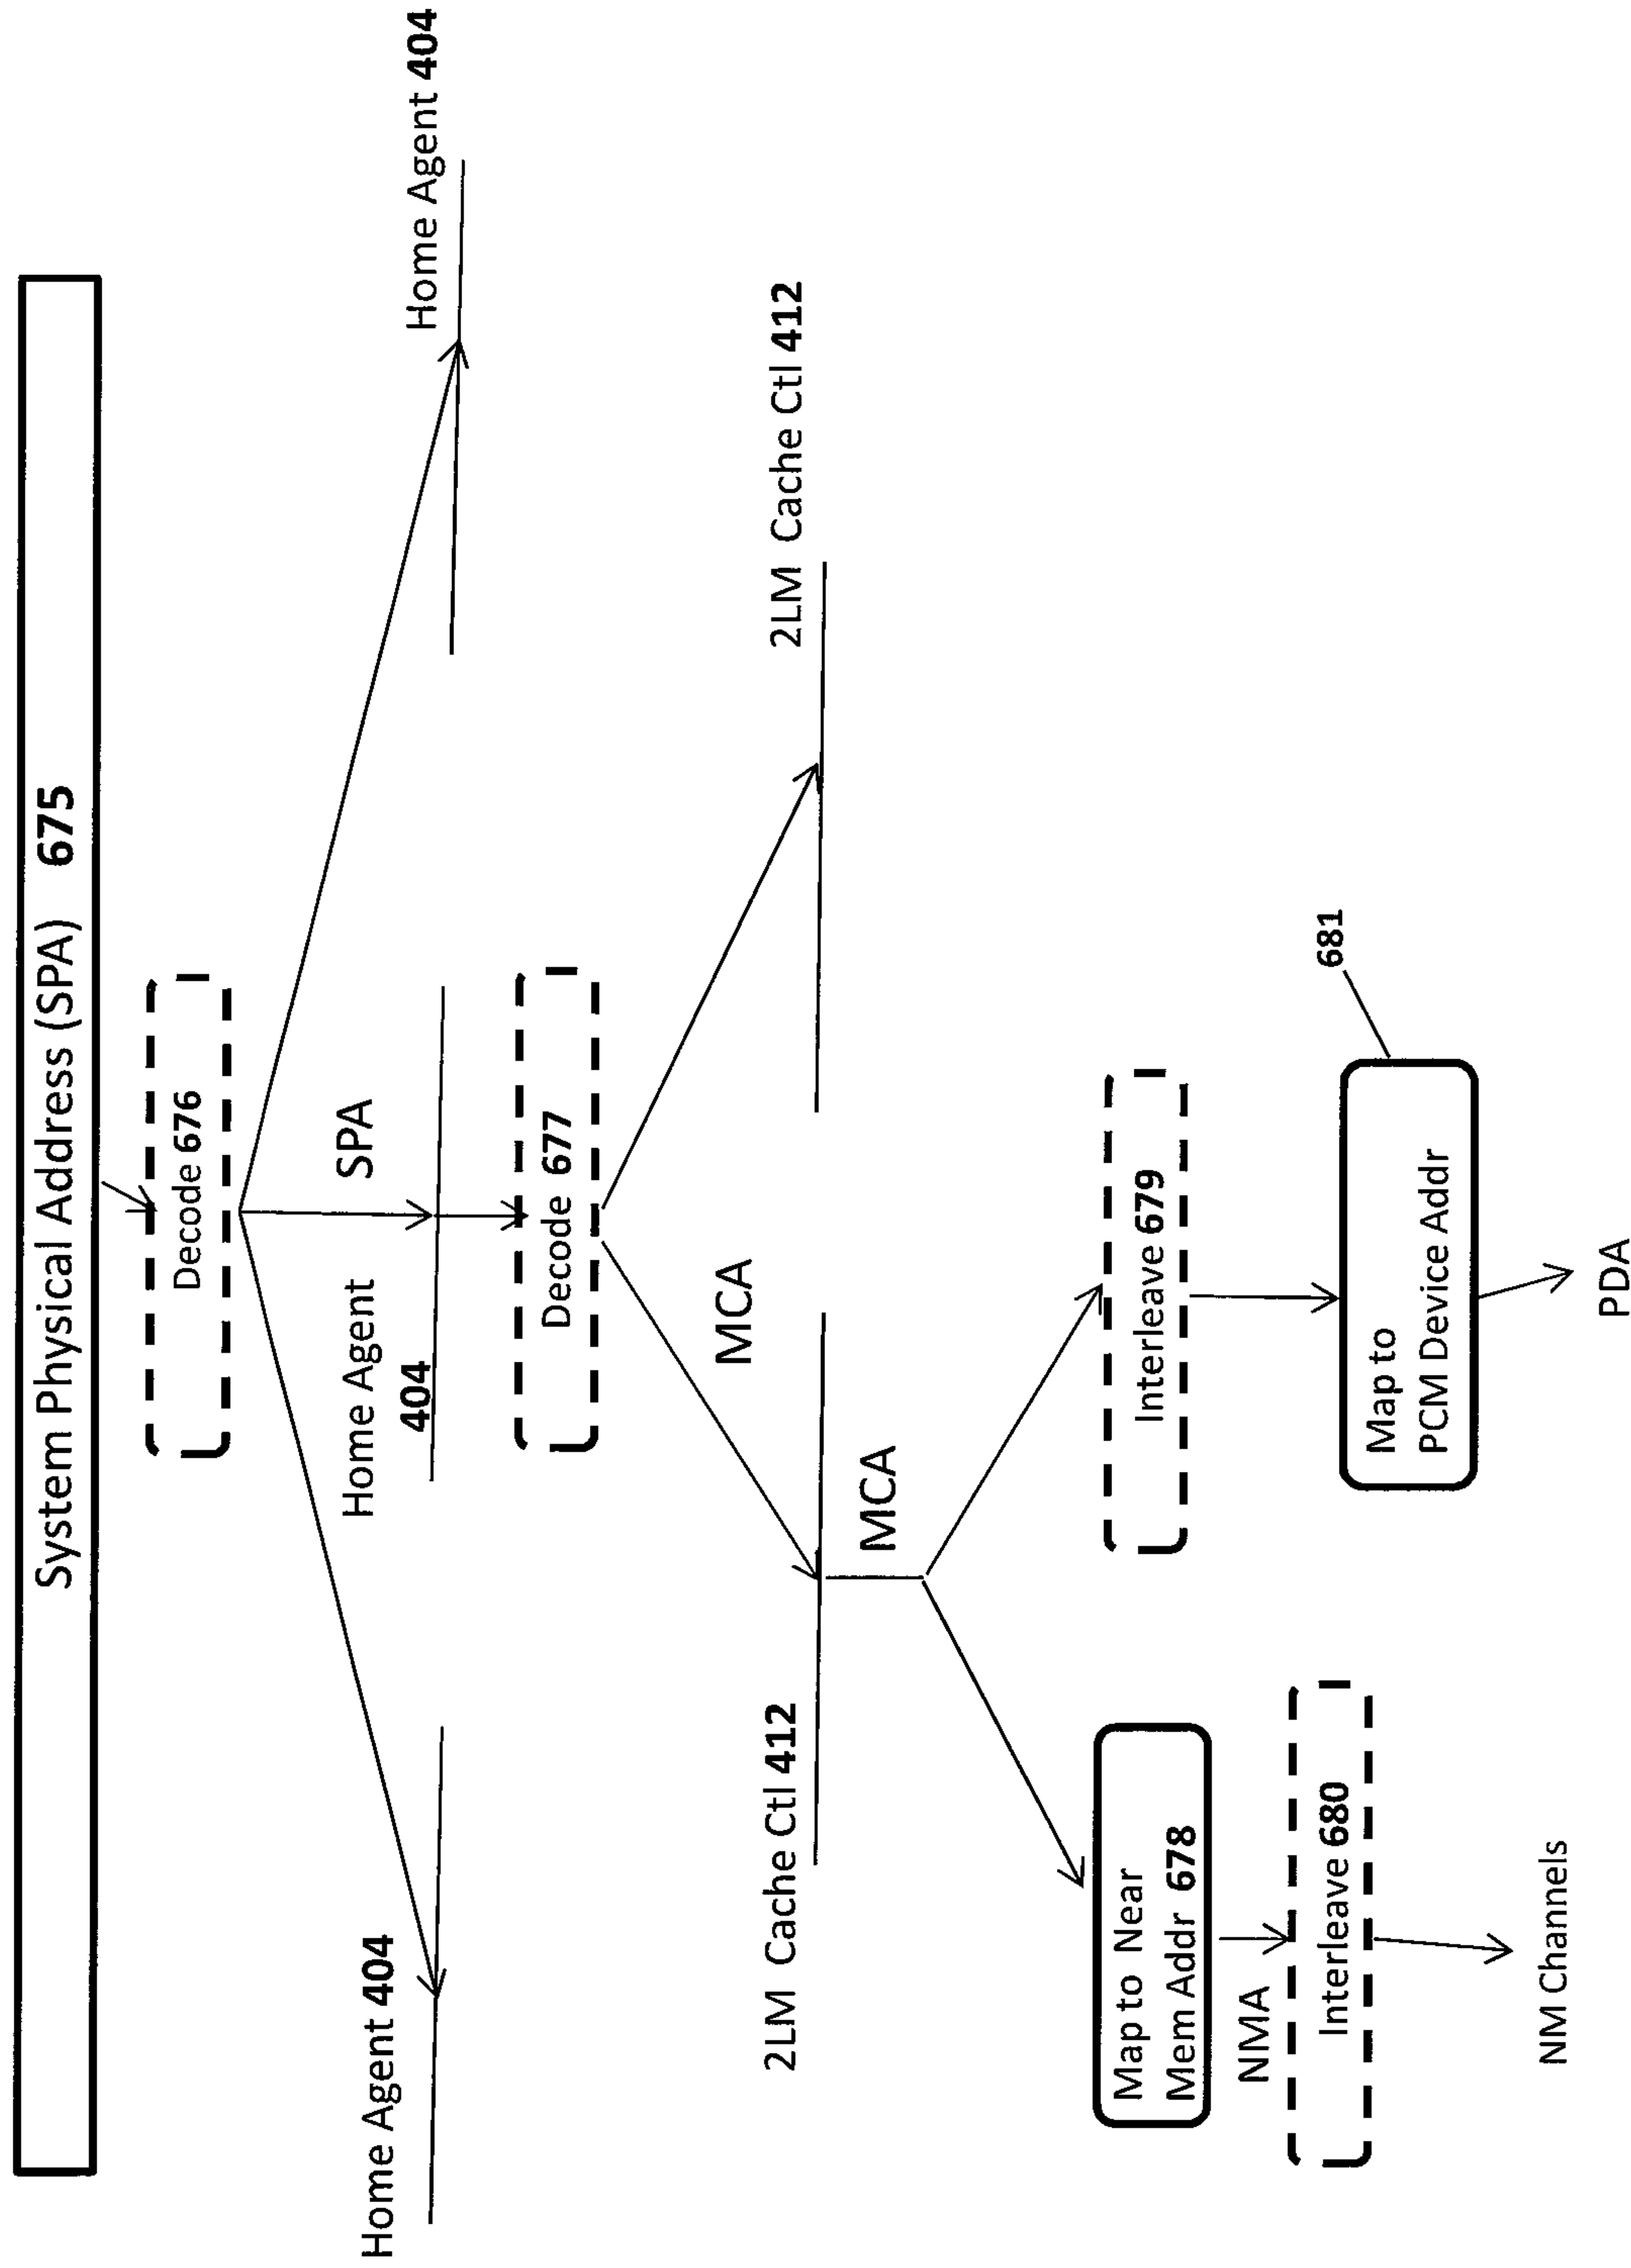 System Physical Address (SPA) 675
Decode 676
Home Agent 404
Home Agent
404
SPA
Home Agent 404
Decode 677
MCA
2LM Cache Ctl 412
2LM Cache Ctl 412
MCA
Map to Near
Mem Addr 678
Interleave 679
NMA
Interleave 680
681
Map to
PCM Device Addr
NM Channels
PDA